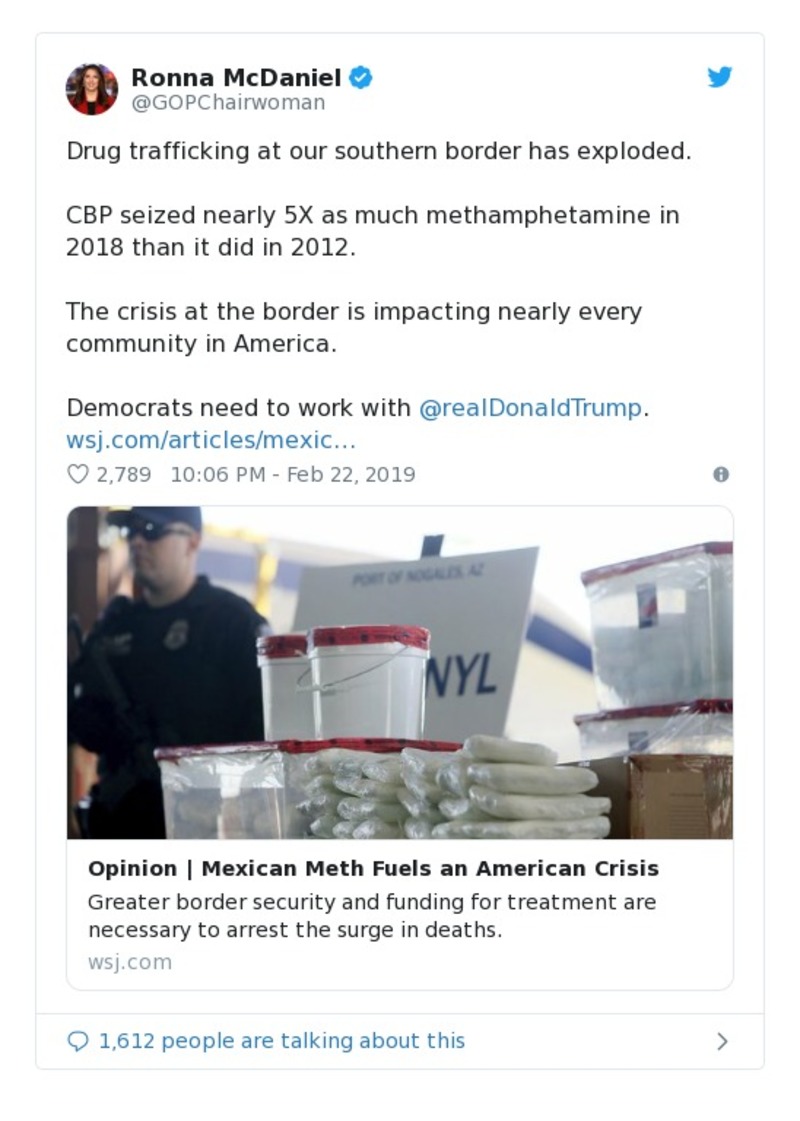 Ronna McDaniel
@GOPChairwoman
Drug trafficking at our southern border has exploded.
CBP seized nearly 5X as much methamphetamine in
2018 than it did in 2012.
The crisis at the border is impacting nearly every
community in America.
Democrats need to work with @realDonaldTrump.
wsj.com/articles/mexic…
2,789 10:06 PM - Feb 22, 2019
PORT OF NOGALES, AZ
NYL
Opinion | Mexican Meth Fuels an American Crisis
Greater border security and funding for treatment are
necessary to arrest the surge in deaths.
wsj.com
1,612 people are talking about this